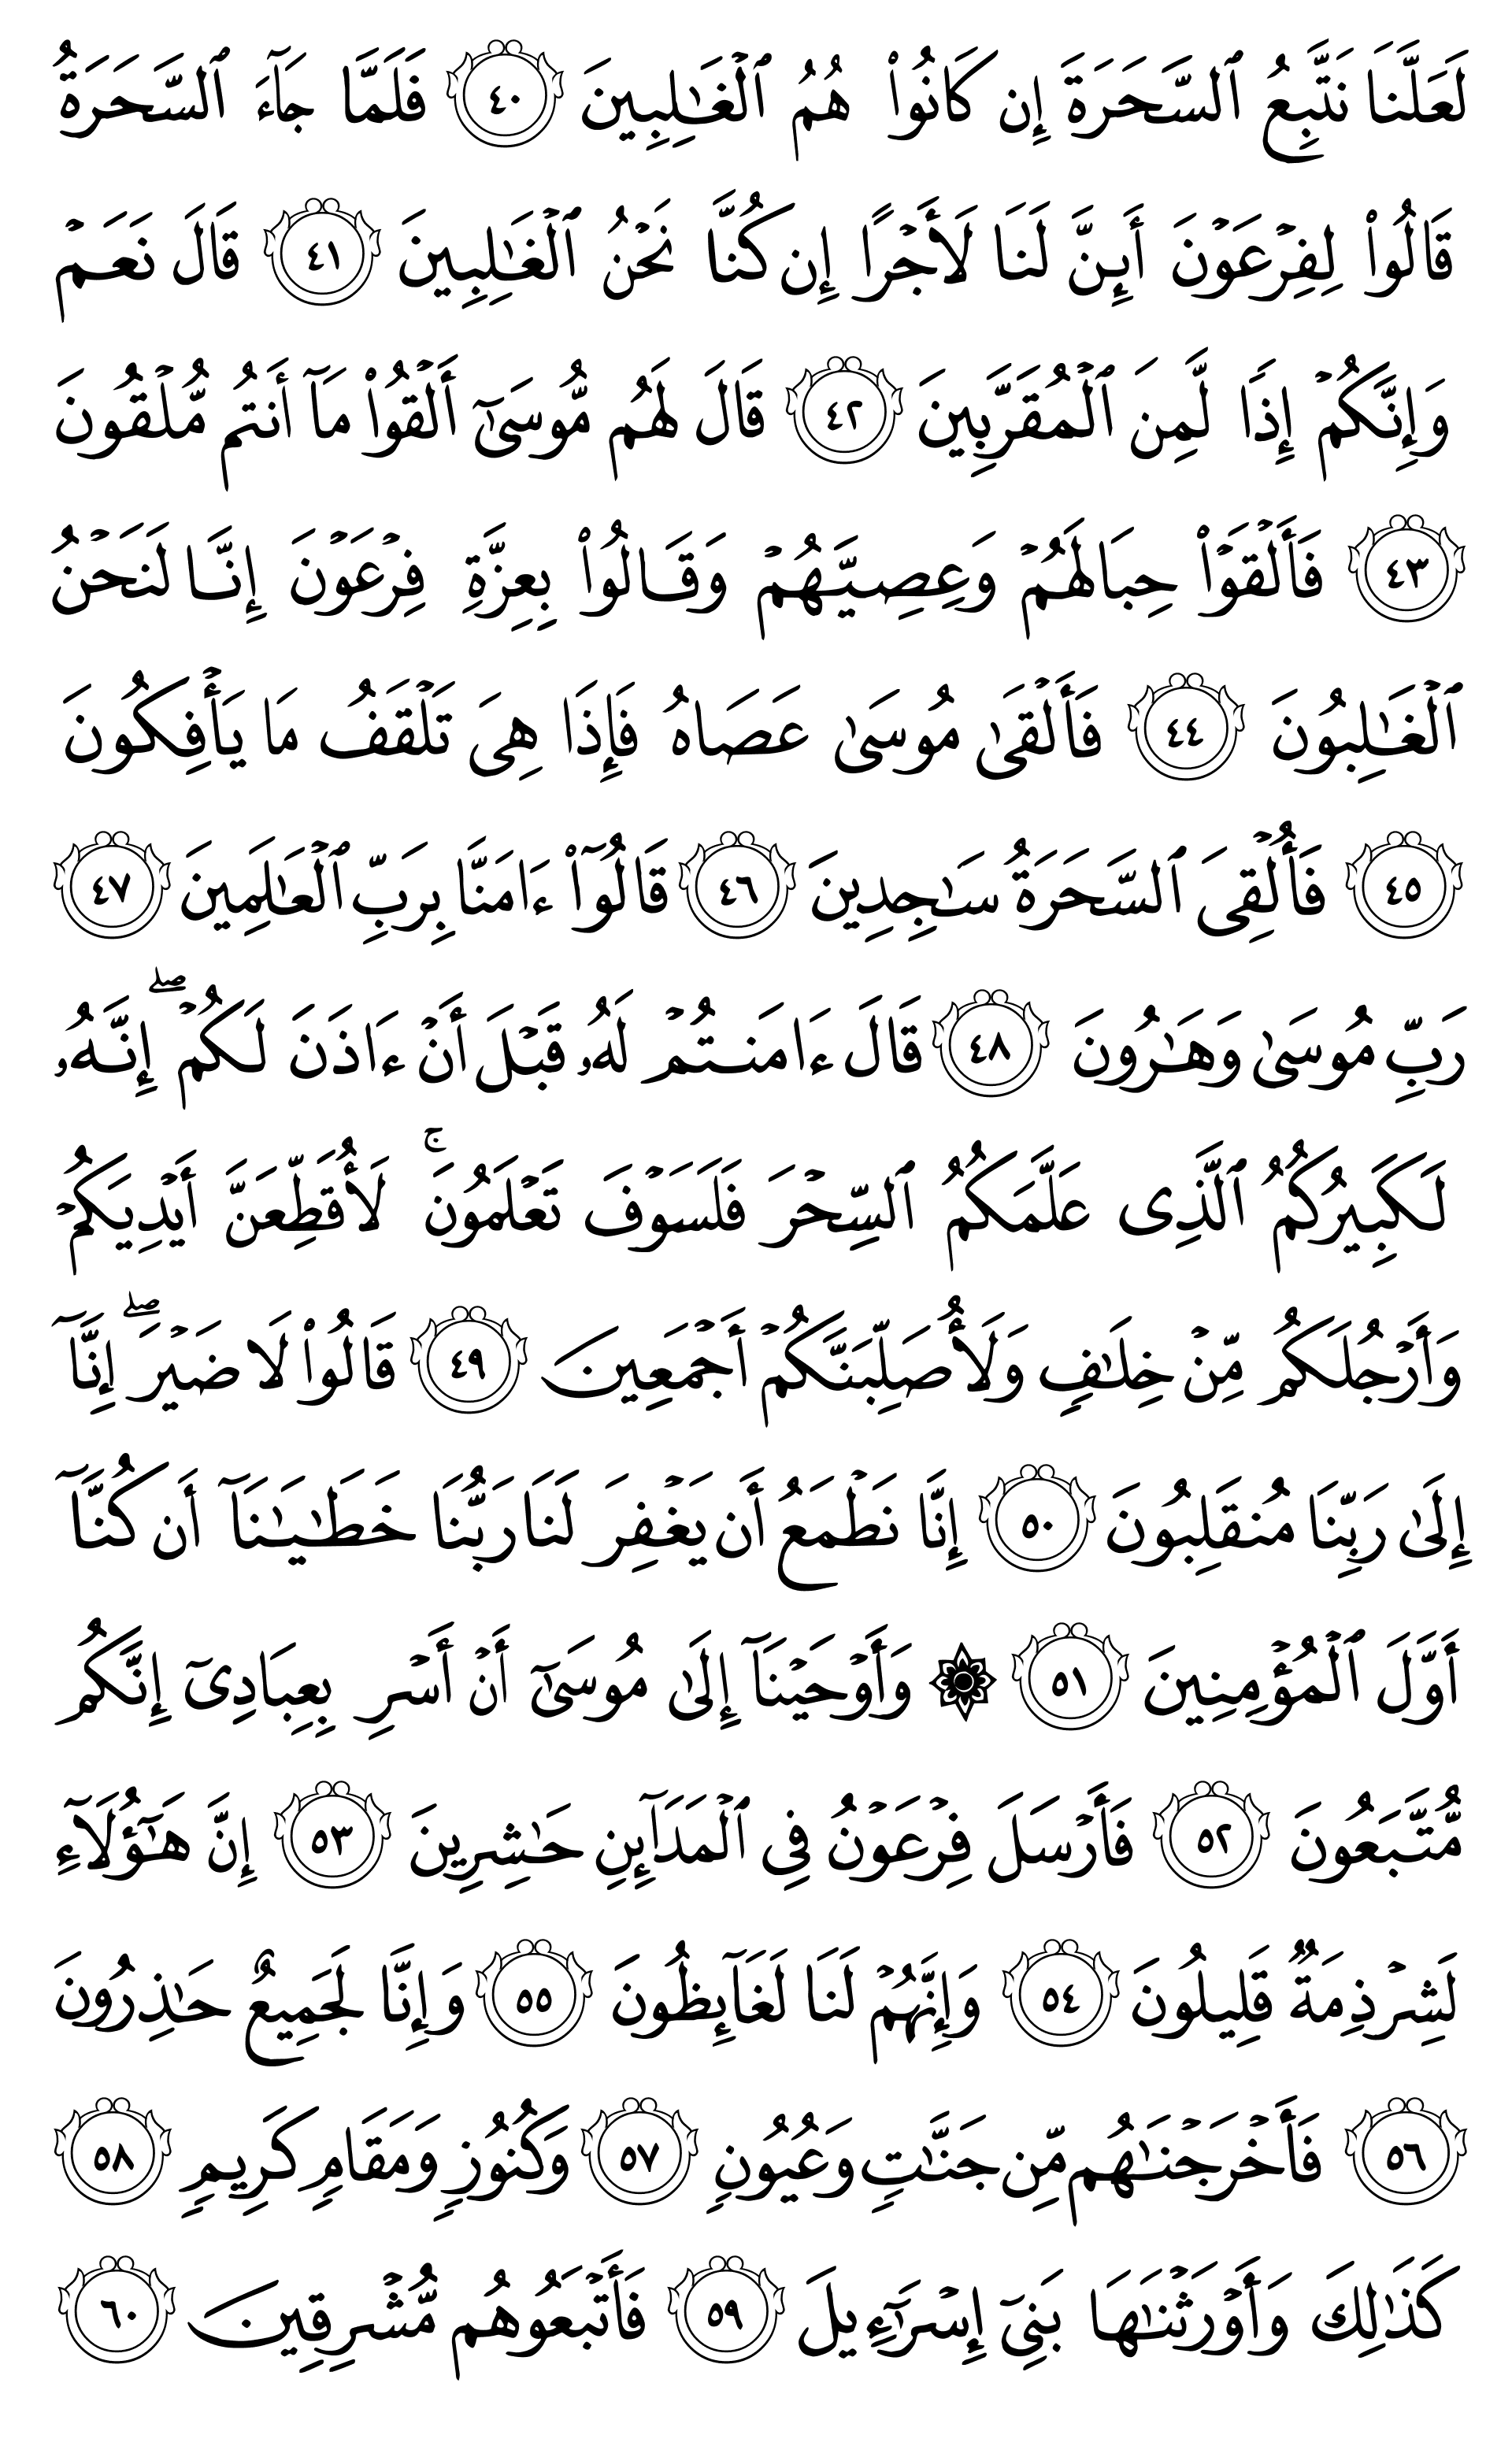 لَعَلَّنَا نَتَّبِعُ ٱلسَّحَرَةَ إِن كَانُوا۟ هُمُ ٱلْغَـٰلِبِينَ ٤٠ فَلَمَّا جَآءَ ٱلسَّحَرَةُ
قَالُوا۟ لِفِرْعَوْنَ أَئِنَّ لَنَا لَأَجْرًا إِن كُنَّا نَحْنُ ٱلْغَـٰلِبِينَ ٤١ قَالَ نَعَمْ
وَإِنَّكُمْ إِذًا لَّمِنَ ٱلْمُقَرَّبِينَ ٤٢ قَالَ لَهُم مُّوسَىٰٓ أَلْقُوا۟ مَآ أَنتُم مُّلْقُونَ
٤٣ فَأَلْقَوْا۟ حِبَالَهُمْ وَعِصِيَّهُمْ وَقَالُوا۟ بِعِزَّةِ فِرْعَوْنَ إِنَّا لَنَحْنُ
ٱلْغَـٰلِبُونَ ٤٤ فَأَلْقَىٰ مُوسَىٰ عَصَاهُ فَإِذَا هِىَ تَلْقَفُ مَا يَأْفِكُونَ
٤٥ فَأُلْقِىَ ٱلسَّحَرَةُ سَـٰجِدِينَ ٤٦ قَالُوٓا۟ ءَامَنَّا بِرَبِّ ٱلْعَـٰلَمِينَ ٤٧
رَبِّ مُوسَىٰ وَهَـٰرُونَ ٤٨ قَالَ ءَامَنتُمْ لَهُۥ قَبْلَ أَنْ ءَاذَنَ لَكُمْ ۖ إِنَّهُۥ
لَكَبِيرُكُمُ ٱلَّذِى عَلَّمَكُمُ ٱلسِّحْرَ فَلَسَوْفَ تَعْلَمُونَ ۚ لَأُقَطِّعَنَّ أَيْدِيَكُمْ
وَأَرْجُلَكُم مِّنْ خِلَـٰفٍ وَلَأُصَلِّبَنَّكُمْ أَجْمَعِينَ ٤٩ قَالُوا۟ لَا ضَيْرَ ۖ إِنَّآ
إِلَىٰ رَبِّنَا مُنقَلِبُونَ ٥٠ إِنَّا نَطْمَعُ أَن يَغْفِرَ لَنَا رَبُّنَا خَطَـٰيَـٰنَآ أَن كُنَّآ
أَوَّلَ ٱلْمُؤْمِنِينَ ٥١ ۞ وَأَوْحَيْنَآ إِلَىٰ مُوسَىٰٓ أَنْ أَسْرِ بِعِبَادِىٓ إِنَّكُم
مُّتَّبَعُونَ ٥٢ فَأَرْسَلَ فِرْعَوْنُ فِى ٱلْمَدَآئِنِ حَـٰشِرِينَ ٥٣ إِنَّ هَـٰٓؤُلَآءِ
لَشِرْذِمَةٌ قَلِيلُونَ ٥٤ وَإِنَّهُمْ لَنَا لَغَآئِظُونَ ٥٥ وَإِنَّا لَجَمِيعٌ حَـٰذِرُونَ
٥٦ فَأَخْرَجْنَـٰهُم مِّن جَنَّـٰتٍ وَعُيُونٍ ٥٧ وَكُنُوزٍ وَمَقَامٍ كَرِيمٍ ٥٨
كَذَٰلِكَ وَأَوْرَثْنَـٰهَا بَنِىٓ إِسْرَٰٓءِيلَ ٥٩ فَأَتْبَعُوهُم مُّشْرِقِينَ ٦٠